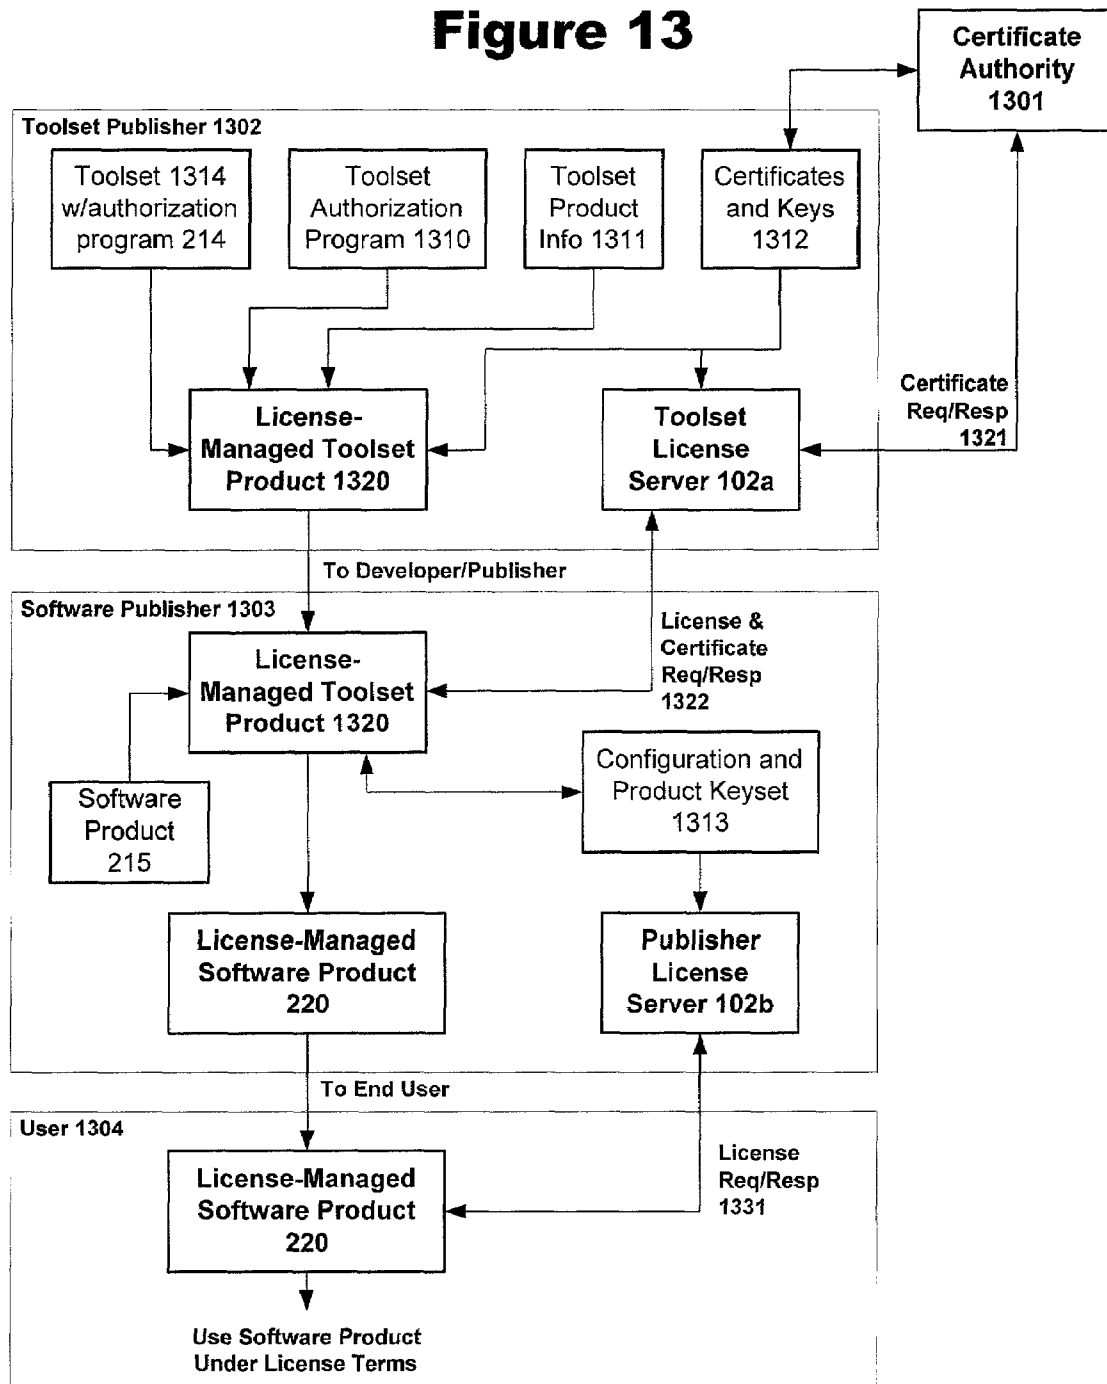 Figure 13
Certificate
Authority
1301
Toolset Publisher 1302
Toolset 1314
w/authorization
program 214
Toolset
Authorization
Program 1310
Toolset
Product
Info 1311
Certificates
and Keys
1312
License-
Managed Toolset
Product 1320
Toolset
License
Server 102a
Certificate
Req/Resp
1321
To Developer/Publisher
Software Publisher 1303
License-
Managed Toolset
Product 1320
License &
Certificate
Req/Resp
1322
Software
Product
215
Configuration and
Product Keyset
1313
License-Managed
Software Product
220
Publisher
License
Server 102b
To End User
User 1304
License-Managed
Software Product
220
License
Req/Resp
1331
Use Software Product
Under License Terms